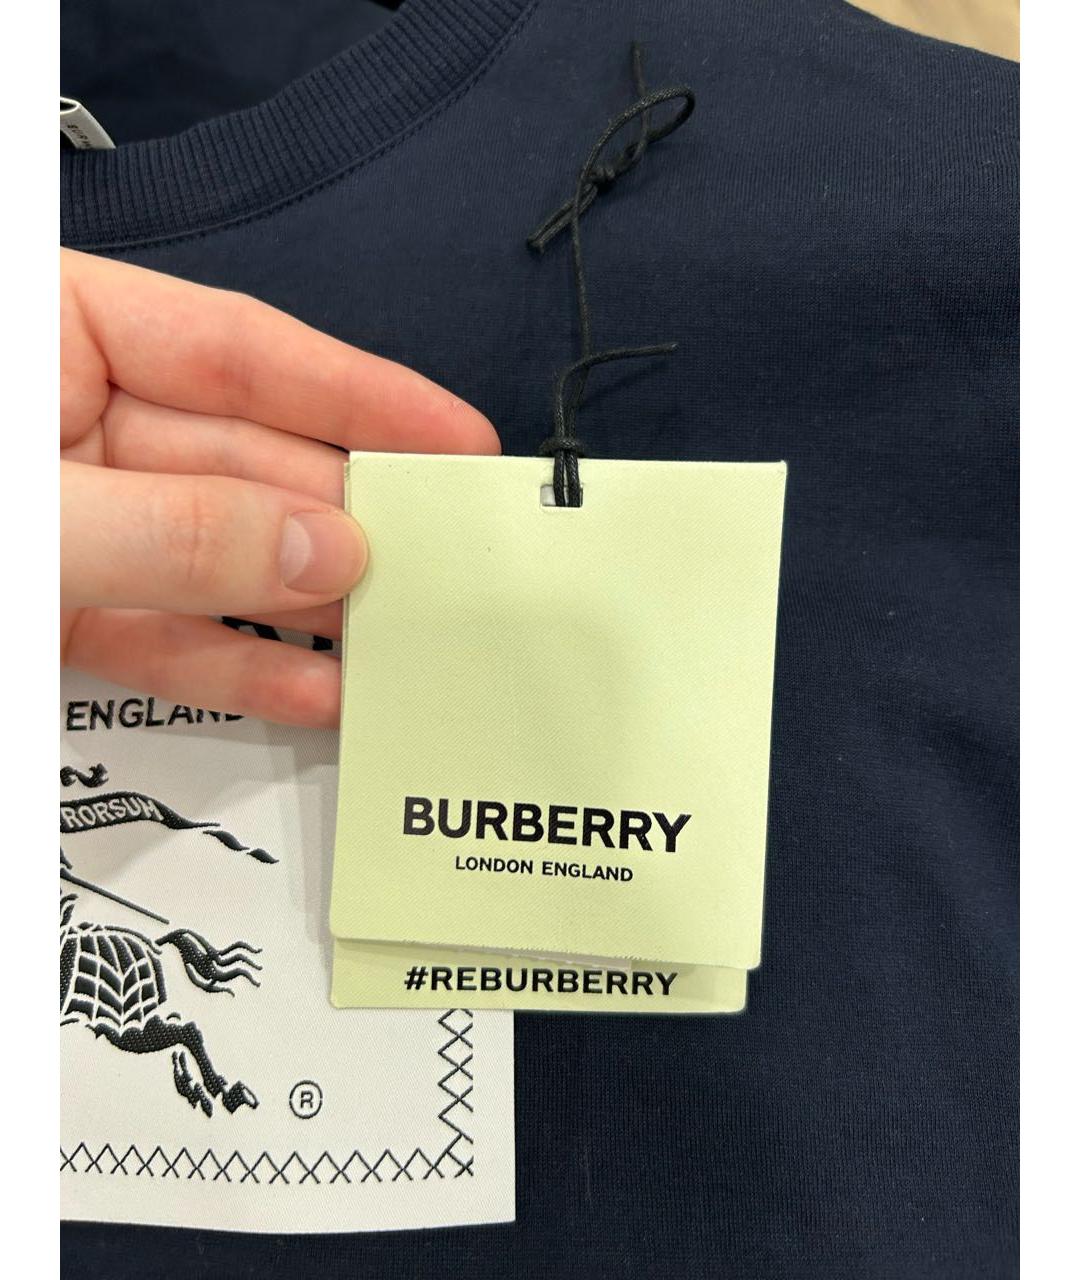 ENGLAND
RORSUM
®
BURBERRY
LONDON ENGLAND
#REBURBERRY